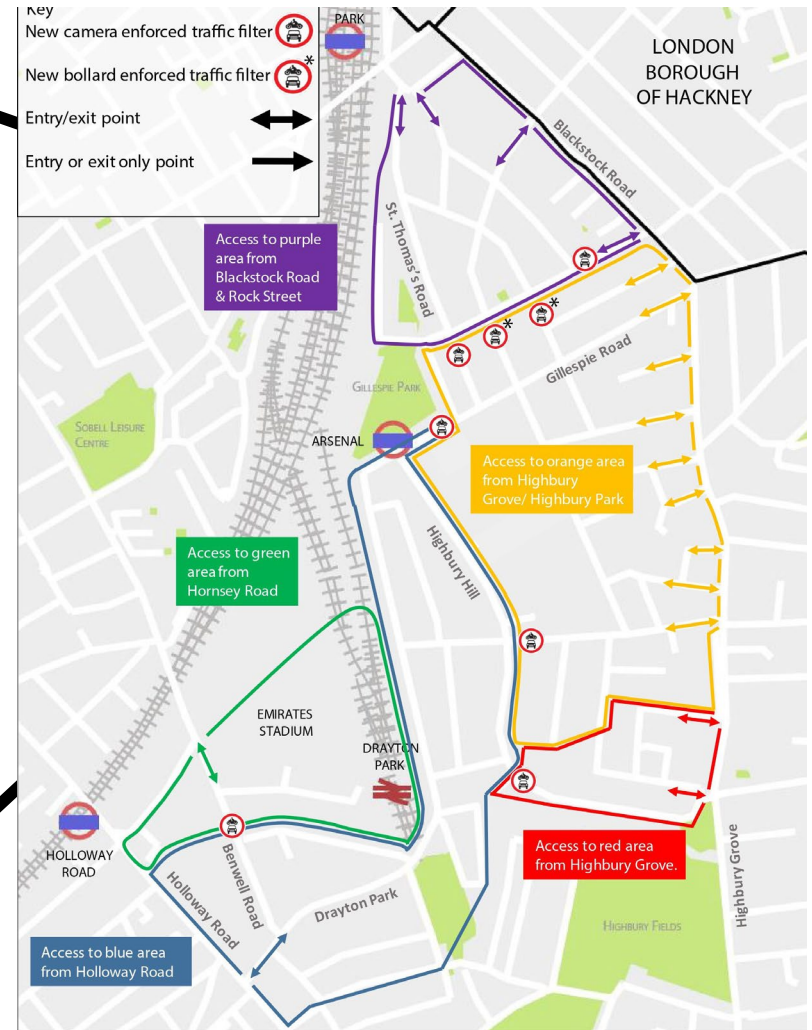 Key
New camera enforced traffic filter
New bollard enforced traffic filter
*
Entry/exit point
Entry or exit only point
PARK
LONDON
BOROUGH
OF HACKNEY
Blackstock Road
Access to purple
area from
Blackstock Road
& Rock Street
St. Thomas's Road
*
*
Gillespie Road
Gillespie Park
Sobell Leisure
Centre
ARSENAL
Access to orange area
from Highbury
Grove/ Highbury Park
Highbury Hill
Access to green
area from
Hornsey Road
EMIRATES
STADIUM
DRAYTON
PARK
HOLLOWAY
ROAD
Benwell Road
Holloway Road
Drayton Park
Access to red area
from Highbury Grove.
Highbury Grove
Highbury Fields
Access to blue area
from Holloway Road